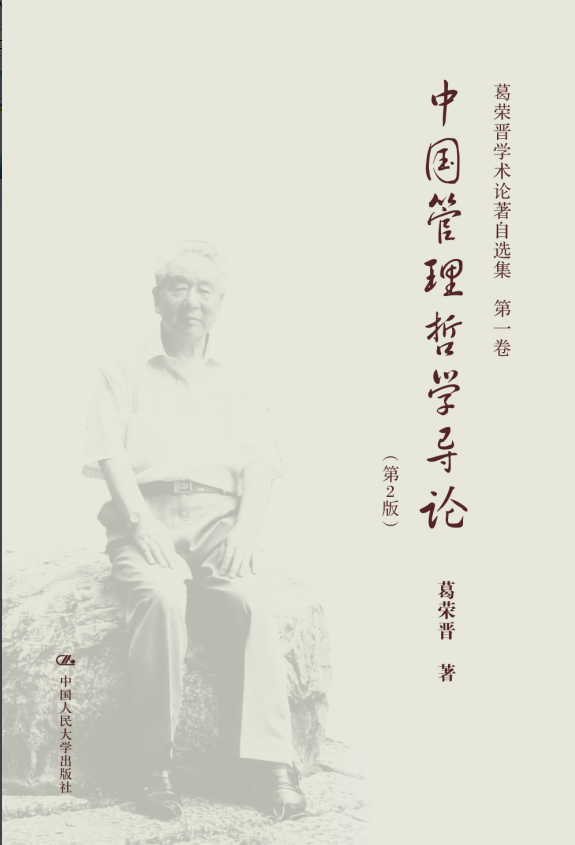 葛荣晋学术论著自选集 第一卷
中国管理哲学导论
（第2版）
葛荣晋 著
中国人民大学出版社